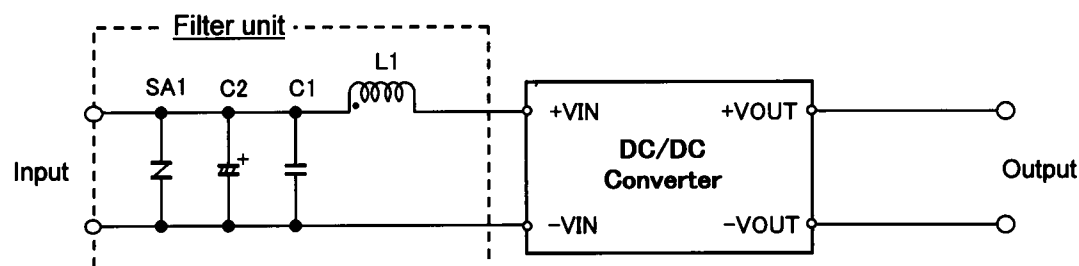 Filter unit
L1
SA1 C2 C1
+
Input
+VIN +VOUT
DC/DC
Converter
-VIN -VOUT
Output